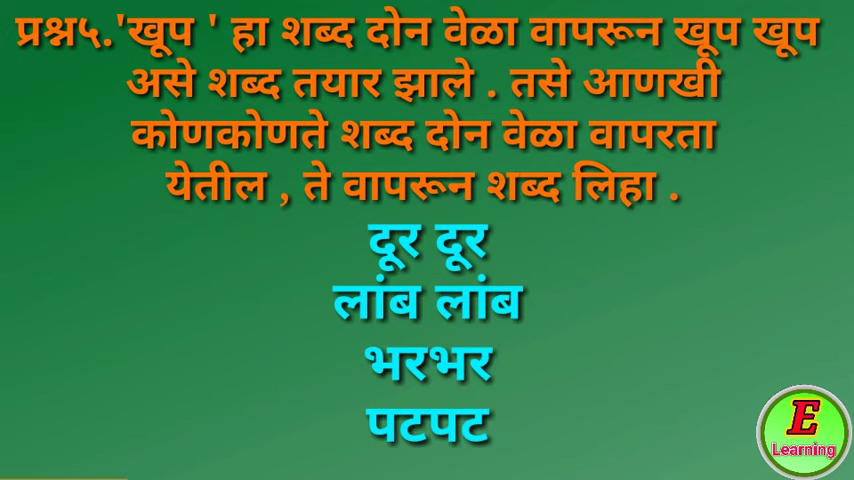 प्रश्न५.'खूप ' हा शब्द दोन वेळा वापरून खूप खूप
असे शब्द तयार झाले . तसे आणखी
कोणकोणते शब्द दोन वेळा वापरता
येतील , ते वापरून शब्द लिहा .
दूर दूर
लांब लांब
भरभर
पटपट
E
Learning